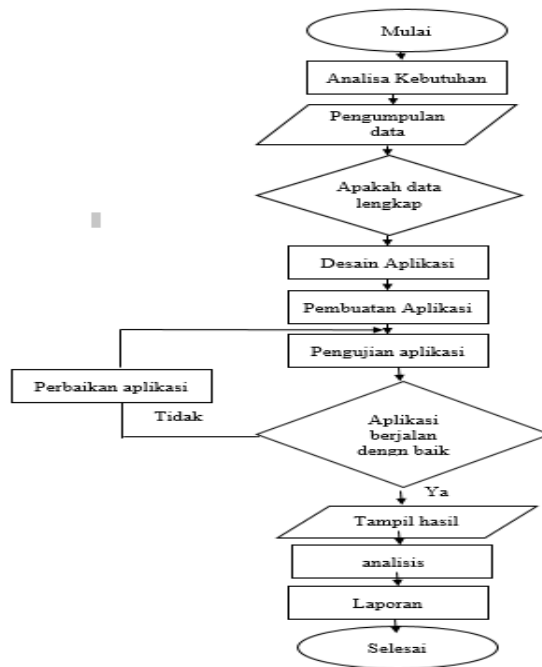 Mulai
Analisa Kebutuhan
Pengumpulan
data
Apakah data
lengkap
Desain Aplikasi
Pembuatan Aplikasi
Pengujian aplikasi
Perbaikan aplikasi
Tidak
Aplikasi
berjalan
dengn baik
Ya
Tampil hasil
analisis
Laporan
Selesai